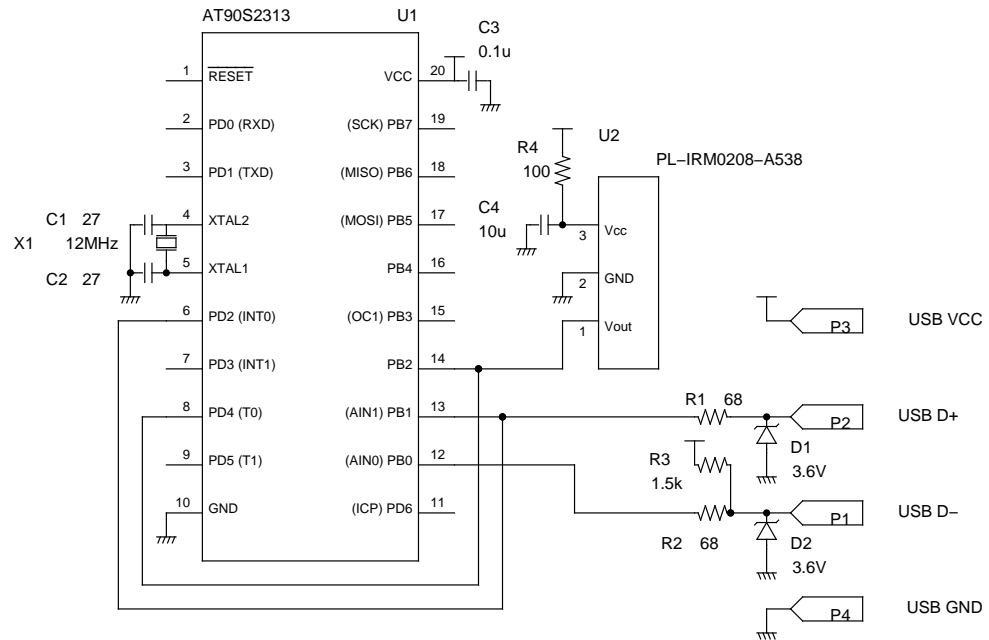 AT90S2313 U1
1 RESET
2 PD0 (RXD)
3 PD1 (TXD)
4 XTAL2
5 XTAL1
6 PD2 (INT0)
7 PD3 (INT1)
8 PD4 (T0)
9 PD5 (T1)
10 GND
VCC 20
(SCK) PB7 19
(MISO) PB6 18
(MOSI) PB5 17
PB4 16
(OC1) PB3 15
PB2 14
(AIN1) PB1 13
(AIN0) PB0 12
(ICP) PD6 11
C1 27
X1 12MHz
C2 27
C3
0.1u
R4
100
C4
10u
U2
PL–IRM0208–A538
3 Vcc
2 GND
1 Vout
P3 USB VCC
R1 68
P2 USB D+
D1
3.6V
R3
1.5k
P1 USB D–
R2 68
D2
3.6V
P4 USB GND